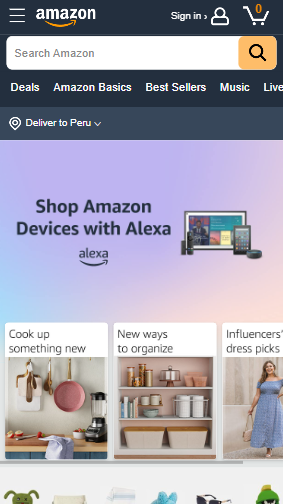 amazon
Sign in ›
0
Search Amazon
Deals Amazon Basics Best Sellers Music Live
Deliver to Peru
Shop Amazon
Devices with Alexa
alexa
Cook up
something new
New ways
to organize
Influencers'
dress picks